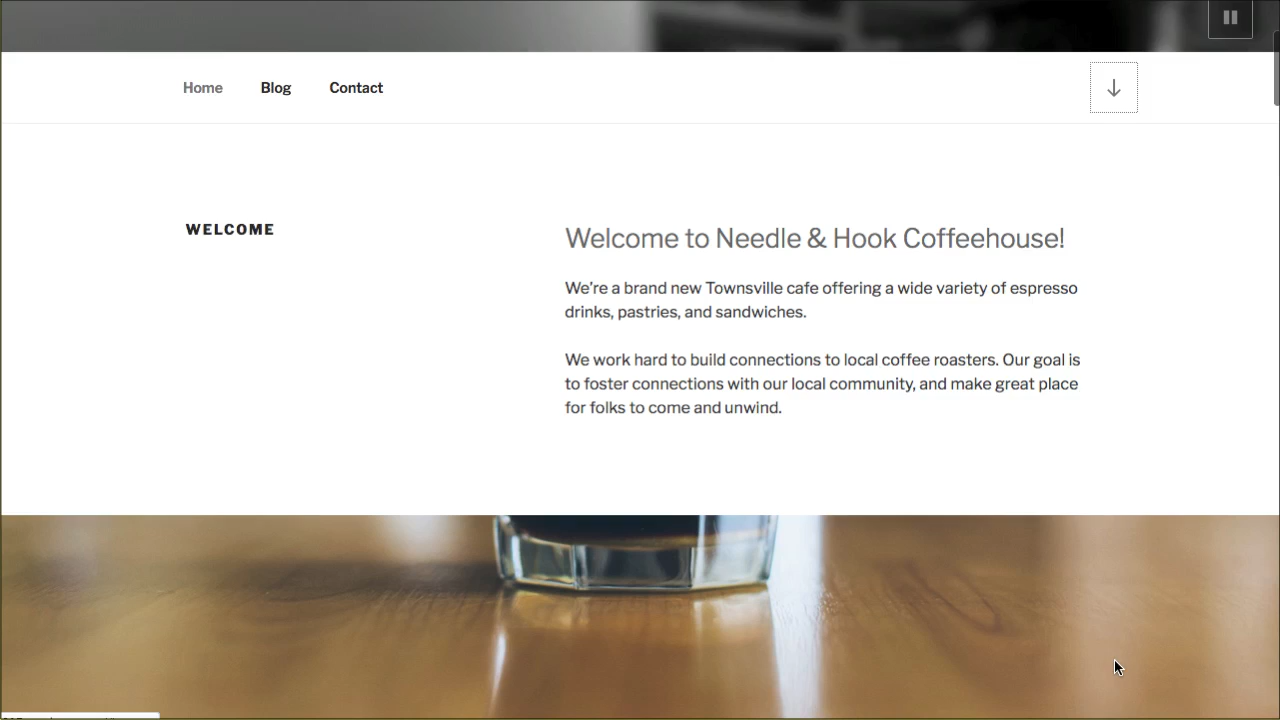 Home Blog Contact
WELCOME
Welcome to Needle & Hook Coffeehouse!
We're a brand new Townsville cafe offering a wide variety of espresso
drinks, pastries, and sandwiches.
We work hard to build connections to local coffee roasters. Our goal is
to foster connections with our local community, and make great place
for folks to come and unwind.